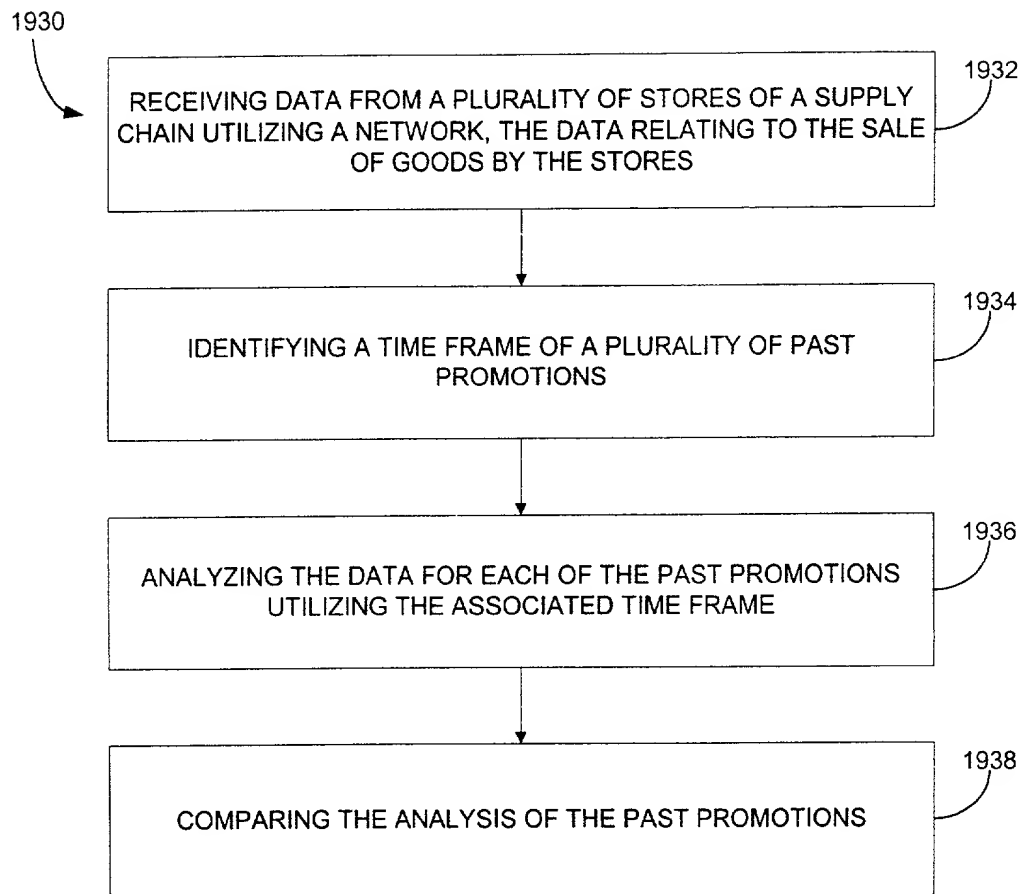 1930
1932
RECEIVING DATA FROM A PLURALITY OF STORES OF A SUPPLY
CHAIN UTILIZING A NETWORK, THE DATA RELATING TO THE SALE
OF GOODS BY THE STORES
1934
IDENTIFYING A TIME FRAME OF A PLURALITY OF PAST
PROMOTIONS
1936
ANALYZING THE DATA FOR EACH OF THE PAST PROMOTIONS
UTILIZING THE ASSOCIATED TIME FRAME
1938
COMPARING THE ANALYSIS OF THE PAST PROMOTIONS